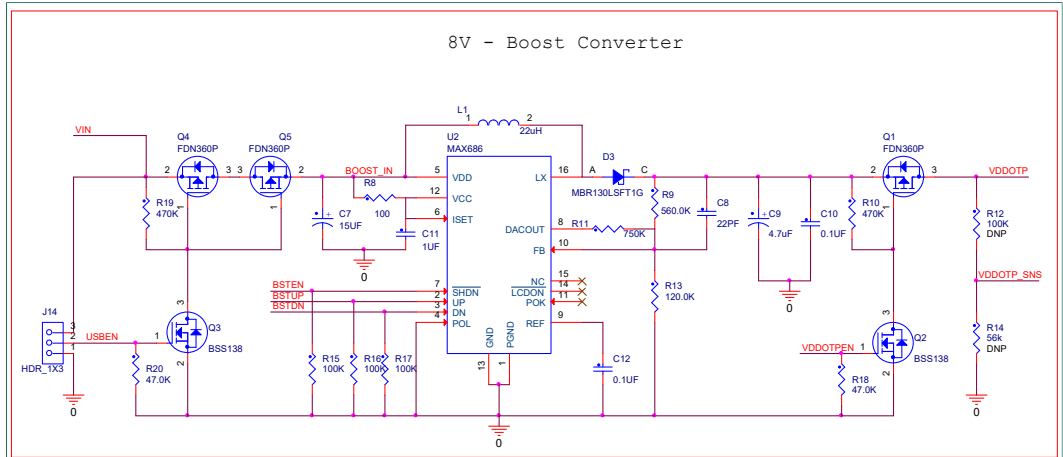 8V - Boost Converter
L1
1
2
22uH
VIN
Q4
FDN360P
Q5
FDN360P
U2
MAX686
D3
Q1
FDN360P
2
3
3
2
BOOST_IN
5
VDD
LX
16
A
C
2
3
VDDOTP
1
1
R8
100
12
VCC
MBR130LSFT1G
1
R19
470K
C7
15UF
6
ISET
C11
1UF
DACOUT
8
R11
750K
R9
560.0K
C8
22PF
C9
4.7uF
C10
0.1UF
R10
470K
R12
100K
DNP
FB
10
0
0
BSTEN
7
SHDN
NC
15
VDDOTP_SNS
BSTUP
2
UP
LCDON
14
BSTDN
3
DN
POK
11
4
POL
REF
9
R13
120.0K
J14
3
2
1
HDR_1X3
USBEN
1
3
Q3
BSS138
2
VDDOTPEN
1
3
Q2
BSS138
2
R14
56k
DNP
GND
PGND
13
1
R20
47.0K
R15
100K
R16
100K
R17
100K
C12
0.1UF
R18
47.0K
0
0
0